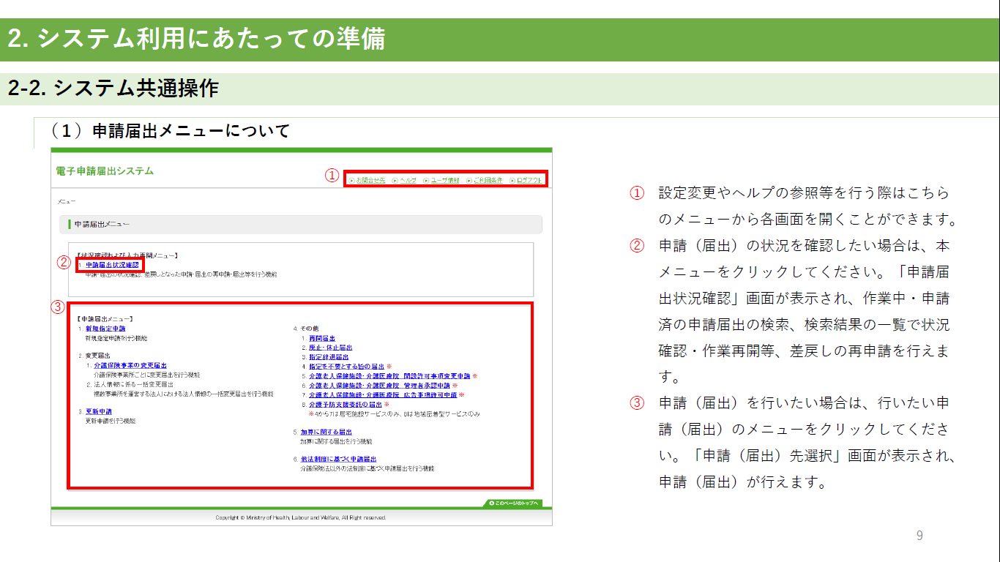 2. システム利用にあたっての準備
2-2. システム共通操作
（1）申請届出メニューについて
電子申請届出システム
① お問合せ先 ヘルプ ユーザ情報 ご利用条件 ログアウト
メニュー
申請届出メニュー
【状況確認および入力再開メニュー】
② 1. 申請届出状況確認
申請・届出の状況確認、差戻しとなった申請・届出の再申請・届出等を行う機能
③
【申請届出メニュー】
1. 新規指定申請
新規指定申請を行う機能
2. 変更届出
1. 介護保険事業の変更届出
介護保険事業所ごとに変更届出を行う機能
2. 法人情報に係る一括変更届出
複数事業所を運営する法人における法人情報の一括変更届出を行う機能
3. 更新申請
更新申請を行う機能
4. その他
1. 再開届出
2. 廃止・休止届出
3. 指定辞退届出
4. 指定を不要とする旨の届出 ※
5. 介護老人保健施設・介護医療院 開設許可事項変更申請 ※
6. 介護老人保健施設・介護医療院 管理者承認申請 ※
7. 介護老人保健施設・介護医療院 広告事項許可申請 ※
8. 介護予防支援委託の届出 ※
※4から7は居宅施設サービスのみ、8は地域密着型サービスのみ
5. 加算に関する届出
加算に関する届出を行う機能
6. 他法制度に基づく申請届出
介護保険法以外の法制度に基づく申請届出を行う機能
このページのトップへ
Copyright © Ministry of Health, Labour and Welfare, All Right reserved.
① 設定変更やヘルプの参照等を行う際はこちら
のメニューから各画面を開くことができます。
② 申請（届出）の状況を確認したい場合は、本
メニューをクリックしてください。「申請届
出状況確認」画面が表示され、作業中・申請
済の申請届出の検索、検索結果の一覧で状況
確認・作業再開等、差戻しの再申請を行えま
す。
③ 申請（届出）を行いたい場合は、行いたい申
請（届出）のメニューをクリックしてくださ
い。「申請（届出）先選択」画面が表示され、
申請（届出）が行えます。
9